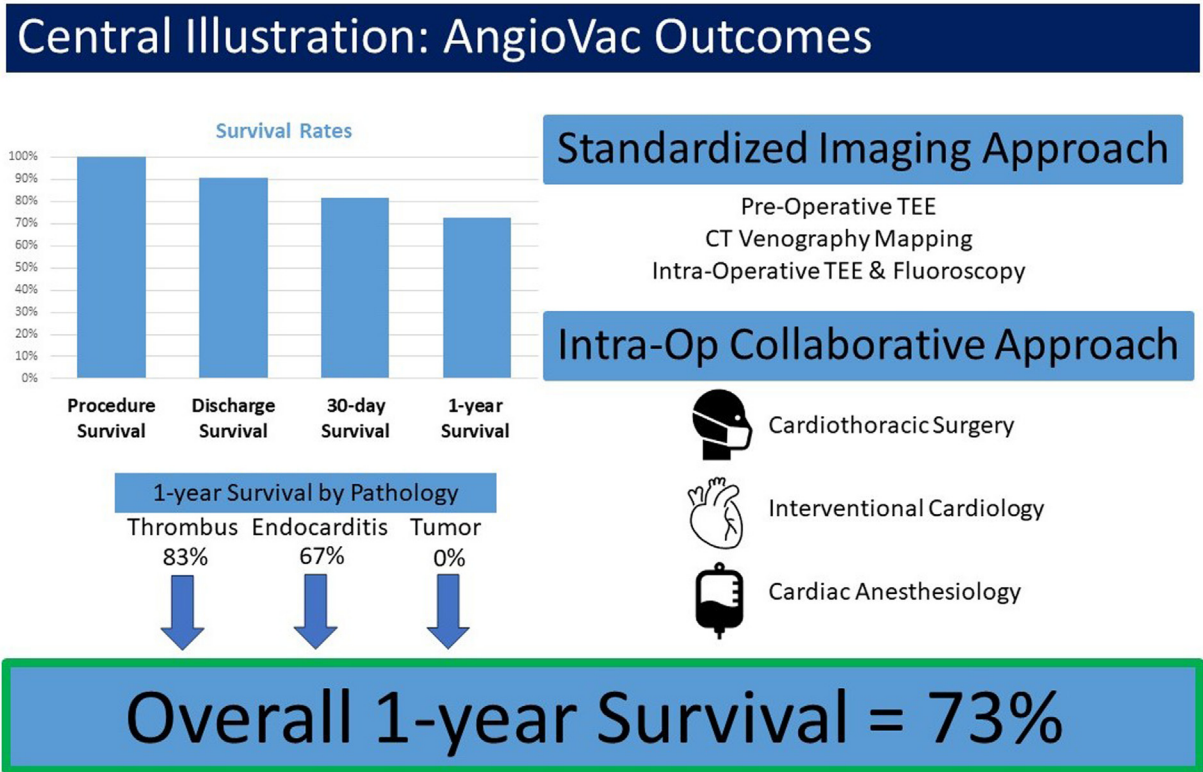 Central Illustration: AngioVac Outcomes
Survival Rates
100%
90%
80%
70%
60%
50%
40%
30%
20%
10%
0%
Procedure
Survival
Discharge
Survival
30-day
Survival
1-year
Survival
1-year Survival by Pathology
Thrombus Endocarditis Tumor
83% 67% 0%
Standardized Imaging Approach
Pre-Operative TEE
CT Venography Mapping
Intra-Operative TEE & Fluoroscopy
Intra-Op Collaborative Approach
Cardiothoracic Surgery
Interventional Cardiology
Cardiac Anesthesiology
Overall 1-year Survival = 73%